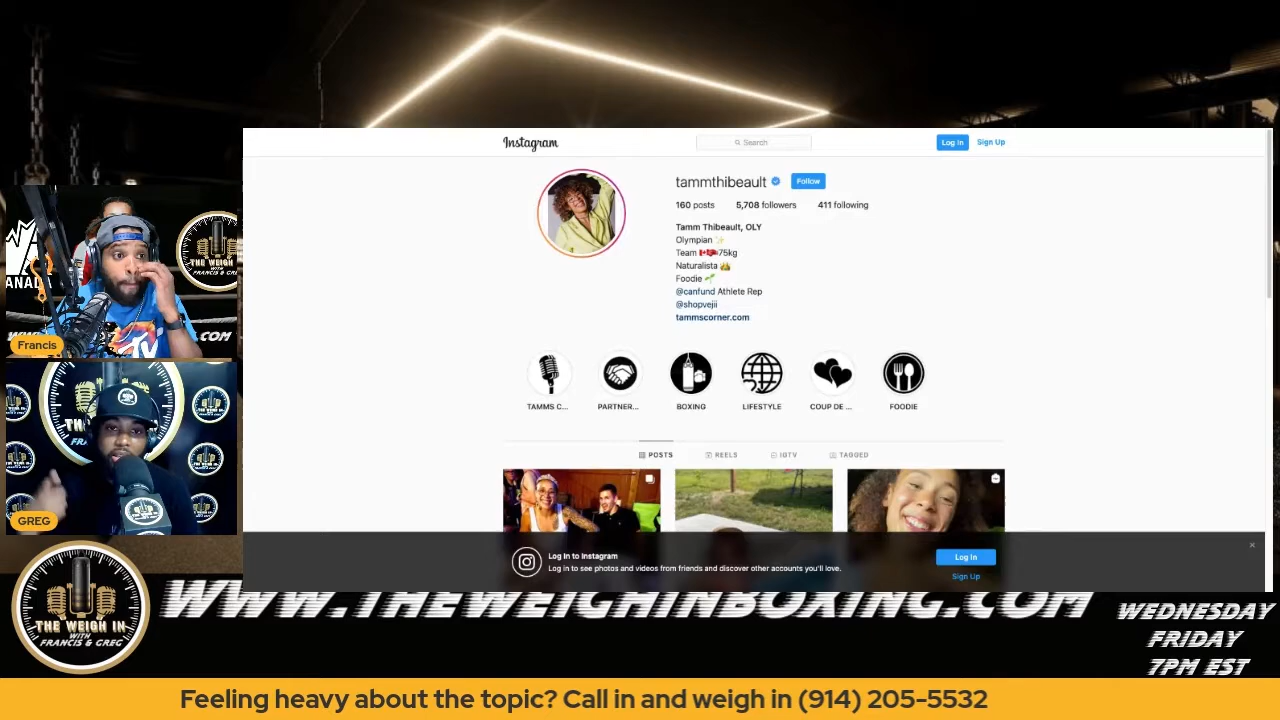 Instagram
Search
Log In
Sign Up
tammthibeault
Follow
160 posts
5,708 followers
411 following
Tamm Thibeault, OLY
Olympian
Team 75kg
Naturalista
Foodie
@canfund Athlete Rep
@shopvejii
tammscorner.com
TAMMS C...
PARTNER...
BOXING
LIFESTYLE
COUP DE ...
FOODIE
POSTS
REELS
IGTV
TAGGED
Log In to Instagram
Log in to see photos and videos from friends and discover other accounts you'll love.
Log In
Sign Up
Francis
GREG
THE WEIGH IN
WITH
FRANCIS & GREG
WWW.THEWEIGHINBOXING.COM
WEDNESDAY
FRIDAY
7PM EST
Feeling heavy about the topic? Call in and weigh in (914) 205-5532